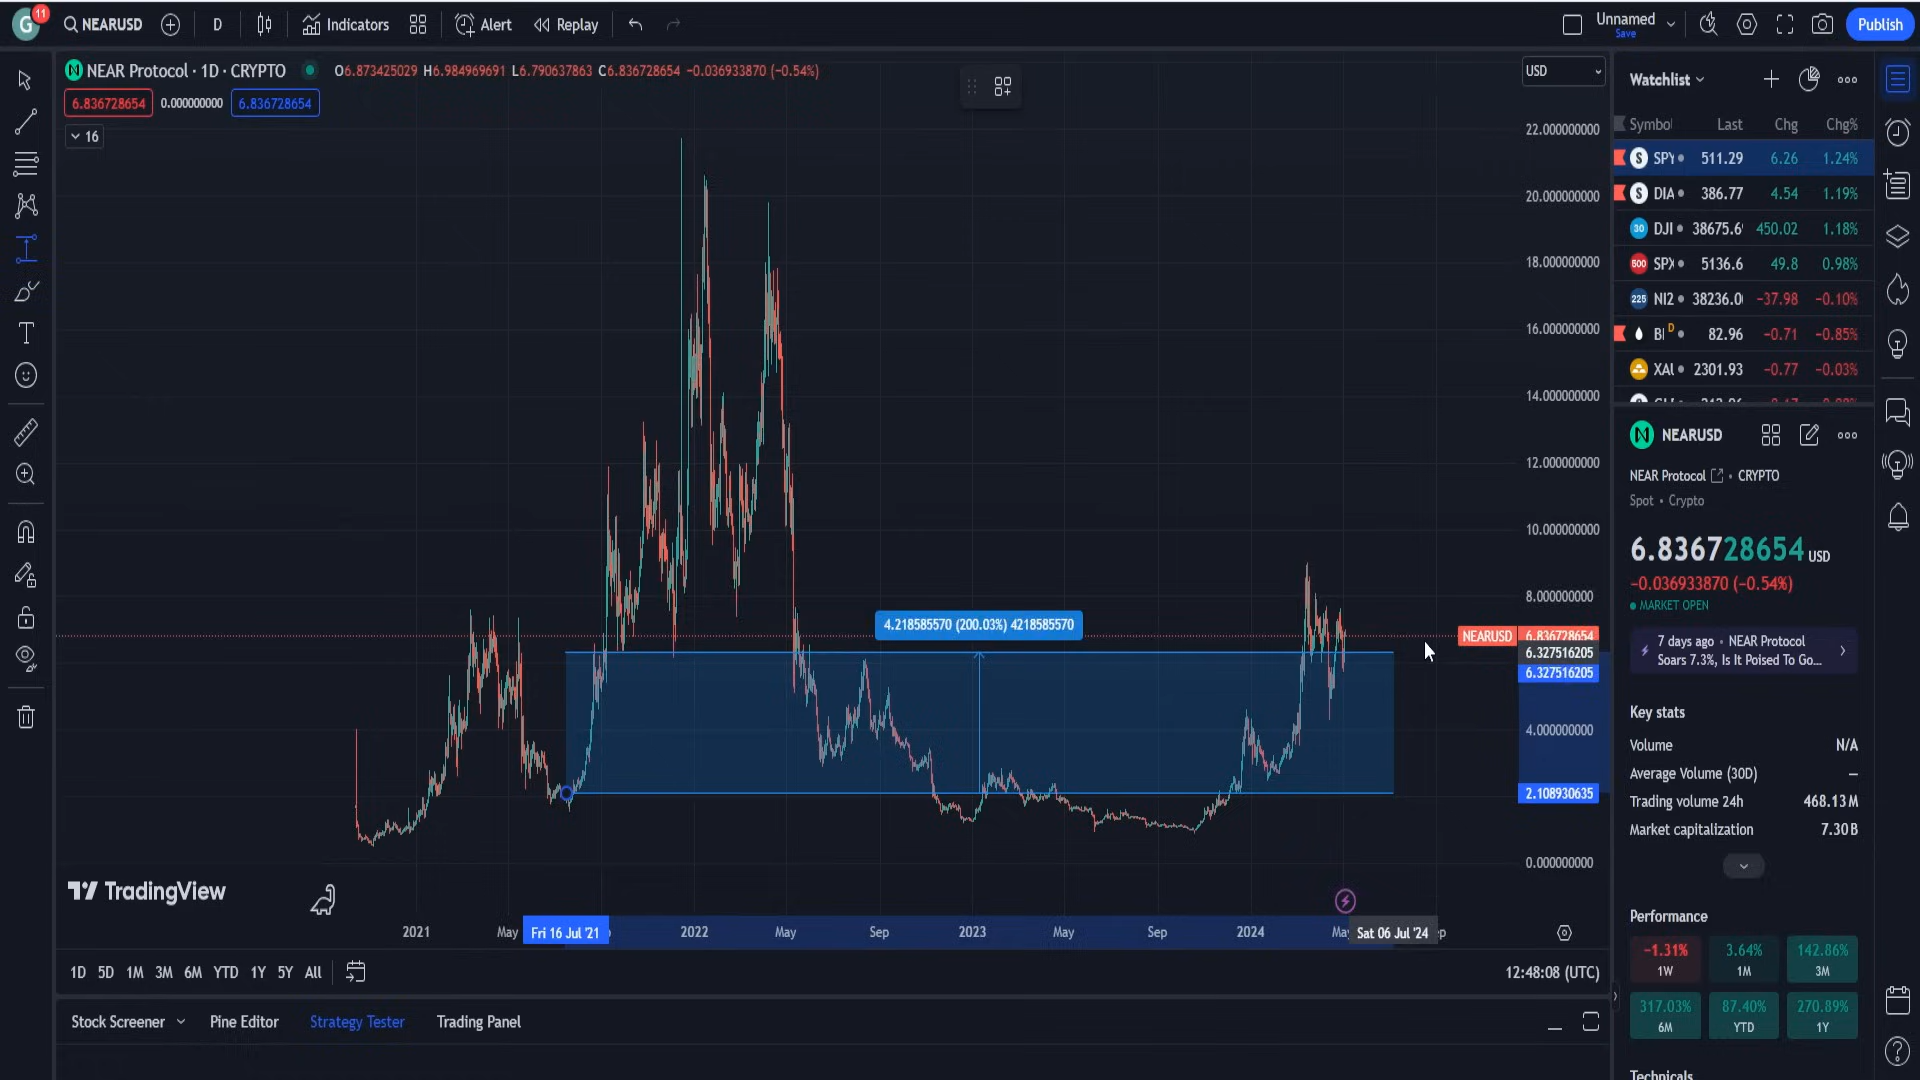 G 11 NEARUSD D Indicators Alert Replay Unnamed Save Publish
NEAR Protocol · 1D · CRYPTO O6.873425029 H6.984969691 L6.790637863 C6.836728654 −0.036933870 (−0.54%)
6.836728654 0.000000000 6.836728654
16
USD
22.000000000
20.000000000
18.000000000
16.000000000
14.000000000
12.000000000
10.000000000
8.000000000
4.218585570 (200.03%) 4218585570
NEARUSD 6.836728654
6.327516205
6.327516205
4.000000000
2.108930635
0.000000000
TradingView
2021 May Fri 16 Jul '21 2022 May Sep 2023 May Sep 2024 May Sat 06 Jul '24
1D 5D 1M 3M 6M YTD 1Y 5Y All
12:48:08 (UTC)
Stock Screener Pine Editor Strategy Tester Trading Panel
Watchlist
Symbol Last Chg Chg%
S SPY 511.29 6.26 1.24%
S DIA 386.77 4.54 1.19%
30 DJI 38675.6 450.02 1.18%
500 SPX 5136.6 49.8 0.98%
225 NI2 38236.0 −37.98 −0.10%
D 82.96 −0.71 −0.85%
XAU 2301.93 −0.77 −0.03%
NEARUSD
NEAR Protocol • CRYPTO
Spot • Crypto
6.836728654 USD
−0.036933870 (−0.54%)
MARKET OPEN
7 days ago • NEAR Protocol
Soars 7.3%, Is It Poised To Go...
Key stats
Volume N/A
Average Volume (30D) —
Trading volume 24h 468.13M
Market capitalization 7.30B
Performance
−1.31% 3.64% 142.86%
1W 1M 3M
317.03% 87.40% 270.89%
6M YTD 1Y
Technicals